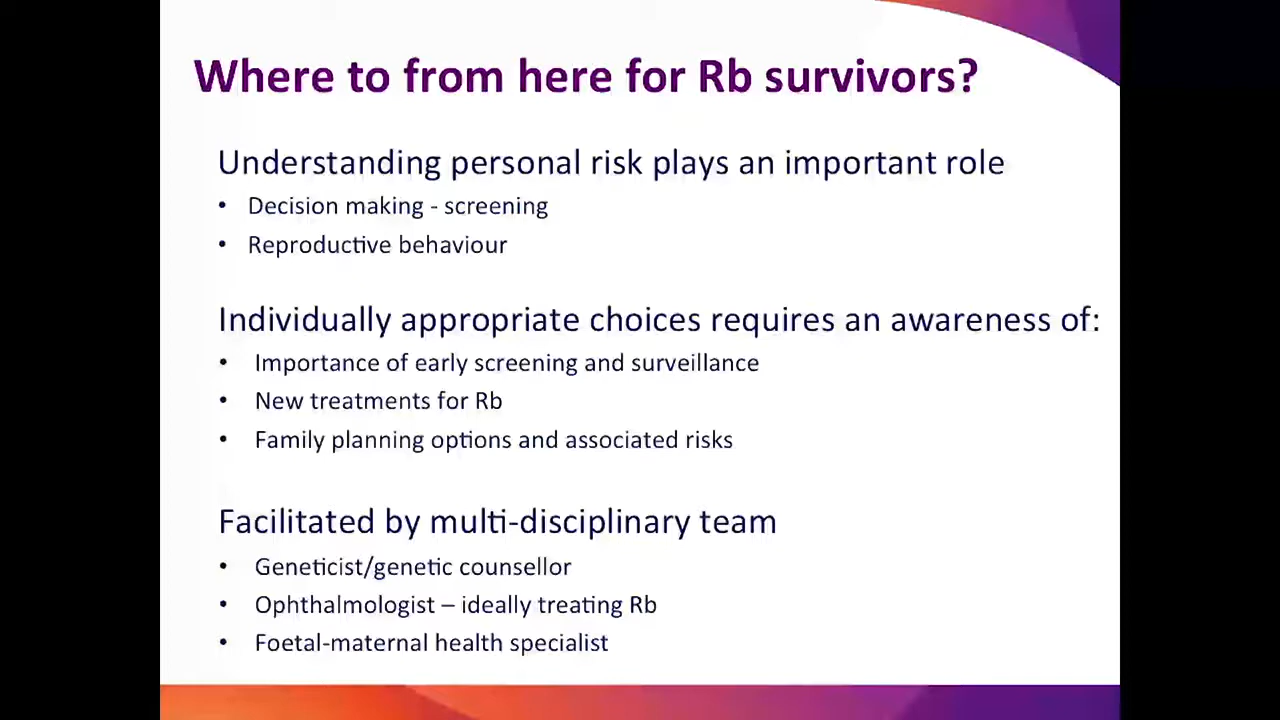 Where to from here for Rb survivors?
Understanding personal risk plays an important role
• Decision making - screening
• Reproductive behaviour
Individually appropriate choices requires an awareness of:
• Importance of early screening and surveillance
• New treatments for Rb
• Family planning options and associated risks
Facilitated by multi-disciplinary team
• Geneticist/genetic counsellor
• Ophthalmologist – ideally treating Rb
• Foetal-maternal health specialist